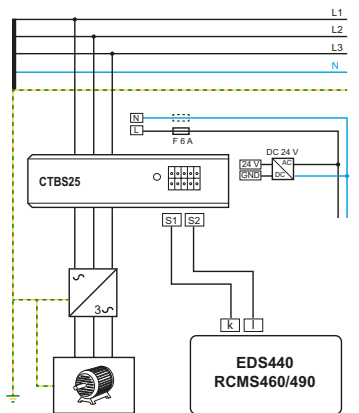 L1
L2
L3
N
N
L
F 6 A
DC 24 V
24 V
AC
GND
DC
CTBS25
S1 S2
3
k l
EDS440
RCMS460/490